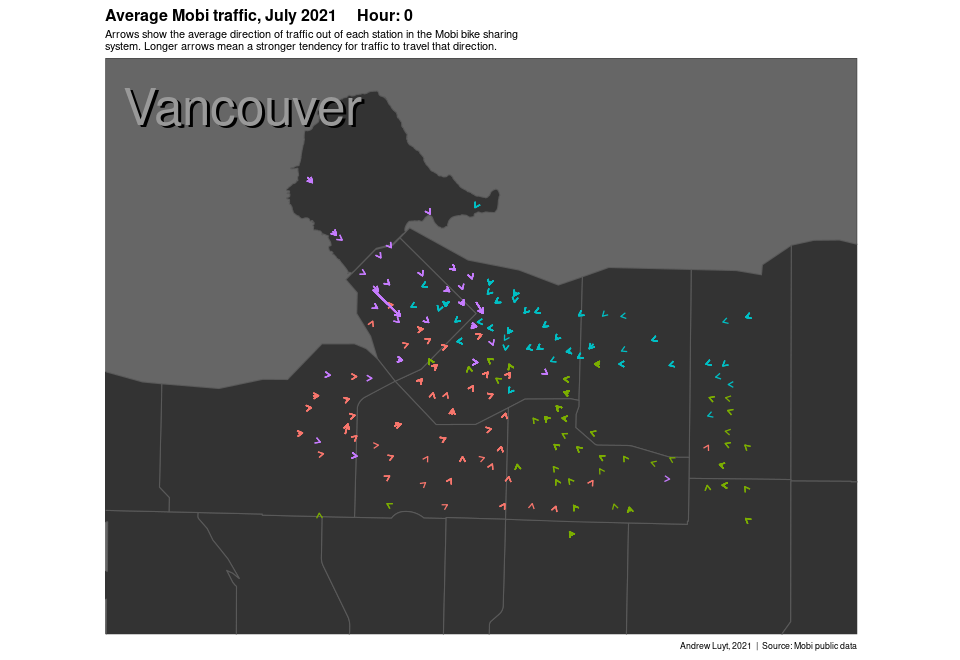 Average Mobi traffic, July 2021 Hour: 0
Arrows show the average direction of traffic out of each station in the Mobi bike sharing
system. Longer arrows mean a stronger tendency for traffic to travel that direction.
Vancouver
Andrew Luyt, 2021 | Source: Mobi public data